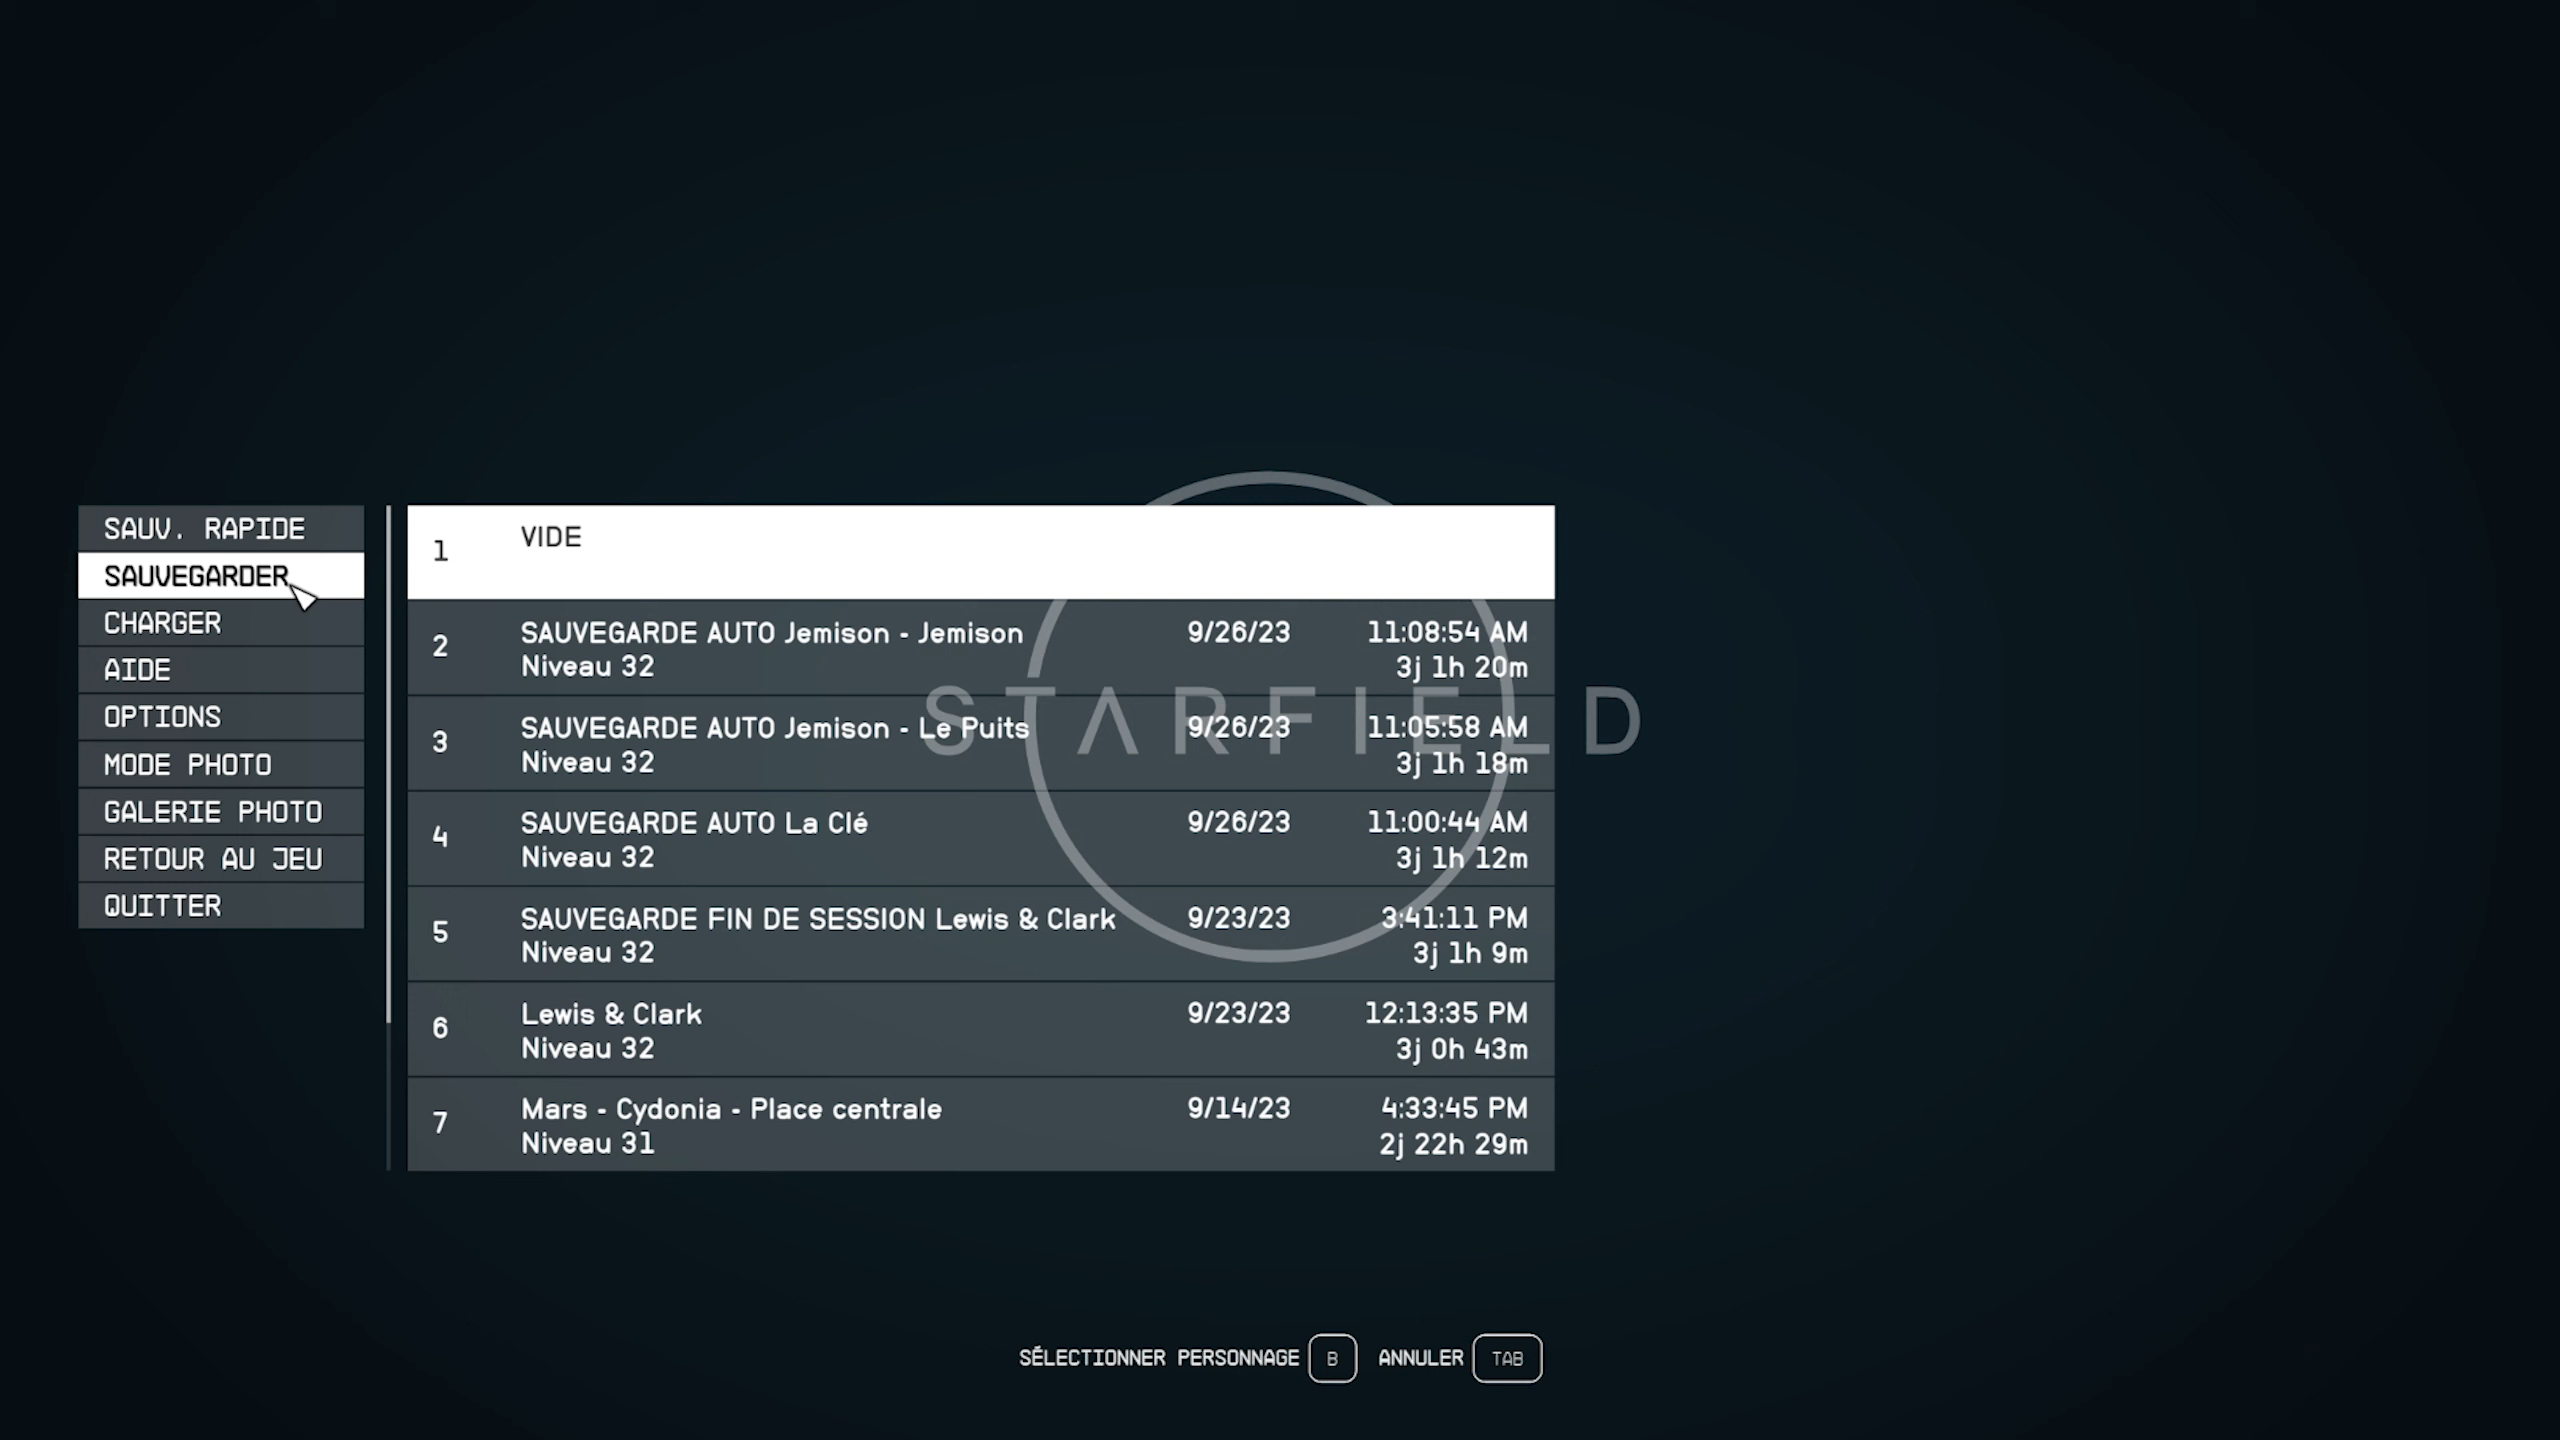 SAUV. RAPIDE
SAUVEGARDER
CHARGER
AIDE
OPTIONS
MODE PHOTO
GALERIE PHOTO
RETOUR AU JEU
QUITTER
1 VIDE
2 SAUVEGARDE AUTO Jemison - Jemison 9/26/23 11:08:54 AM
Niveau 32 3j 1h 20m
3 SAUVEGARDE AUTO Jemison - Le Puits 9/26/23 11:05:58 AM
Niveau 32 3j 1h 18m
4 SAUVEGARDE AUTO La Clé 9/26/23 11:00:44 AM
Niveau 32 3j 1h 12m
5 SAUVEGARDE FIN DE SESSION Lewis & Clark 9/23/23 3:41:11 PM
Niveau 32 3j 1h 9m
6 Lewis & Clark 9/23/23 12:13:35 PM
Niveau 32 3j 0h 43m
7 Mars - Cydonia - Place centrale 9/14/23 4:33:45 PM
Niveau 31 2j 22h 29m
STARFIELD
SÉLECTIONNER PERSONNAGE B ANNULER TAB